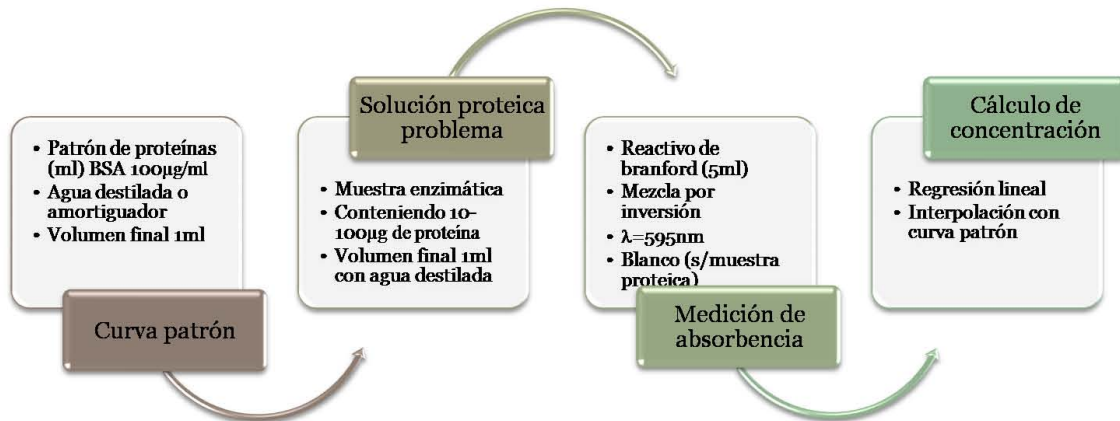 • Patrón de proteínas
(ml) BSA 100µg/ml
• Agua destilada o
amortiguador
• Volumen final 1ml
Curva patrón
Solución proteica
problema
• Muestra enzimática
• Conteniendo 10-
100µg de proteína
• Volumen final 1ml
con agua destilada
• Reactivo de
branford (5ml)
• Mezcla por
inversión
• λ=595nm
• Blanco (s/muestra
proteica)
Medición de
absorbencia
Cálculo de
concentración
• Regresión lineal
• Interpolación con
curva patrón